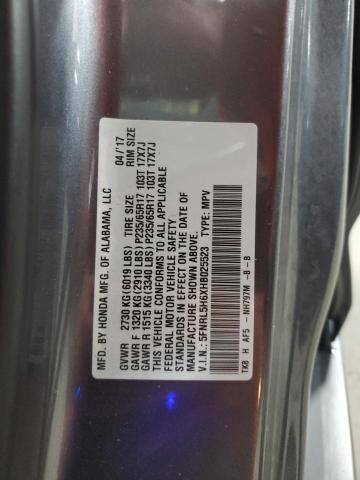 MFD. BY HONDA MFG. OF ALABAMA, LLC 04/'17
TIRE SIZE RIM SIZE
GVWR 2730 KG(6019 LBS)
GAWR F 1320 KG(2910 LBS) P235/65R17 103T 17X7J
GAWR R 1515 KG(3340 LBS) P235/65R17 103T 17X7J
THIS VEHICLE CONFORMS TO ALL APPLICABLE
FEDERAL MOTOR VEHICLE SAFETY
STANDARDS IN EFFECT ON THE DATE OF
MANUFACTURE SHOWN ABOVE.
V.I.N.: 5FNRL5H6XHB025523 TYPE: MPV
TK8 H AF5 - NH797M -B - B